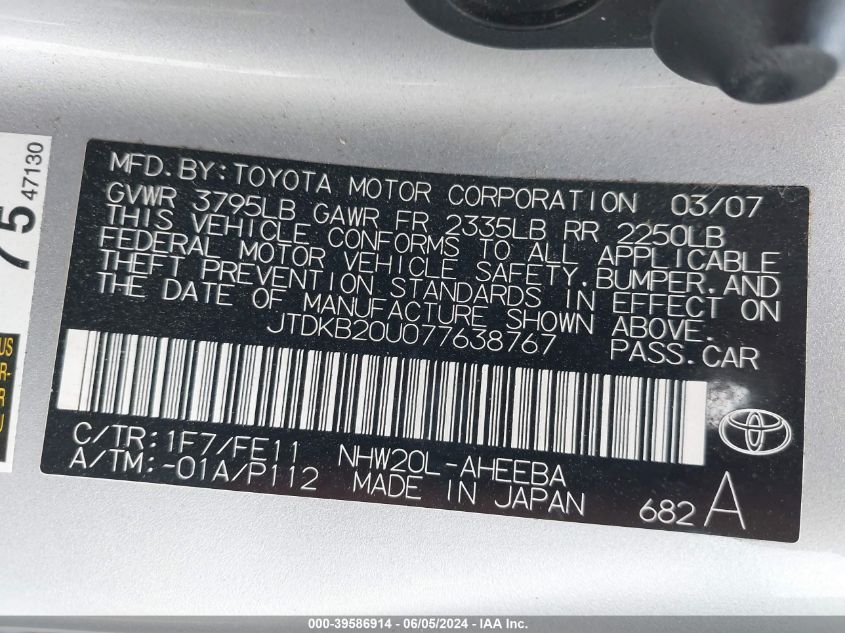 MFD.BY:TOYOTA MOTOR CORPORATION 03/07
GVWR 3795LB GAWR FR 2335LB RR 2250LB
THIS VEHICLE CONFORMS TO ALL APPLICABLE
FEDERAL MOTOR VEHICLE SAFETY.BUMPER.AND
THEFT PREVENTION STANDARDS IN EFFECT ON
THE DATE OF MANUFACTURE SHOWN ABOVE.
JTDKB20U077638767 PASS.CAR
C/TR:1F7/FE11 NHW20L-AHEEBA
A/TM:-01A/P112 MADE IN JAPAN
682 A
75
47130
US
R-
R
U
000-39586914 - 06/05/2024 - IAA Inc.